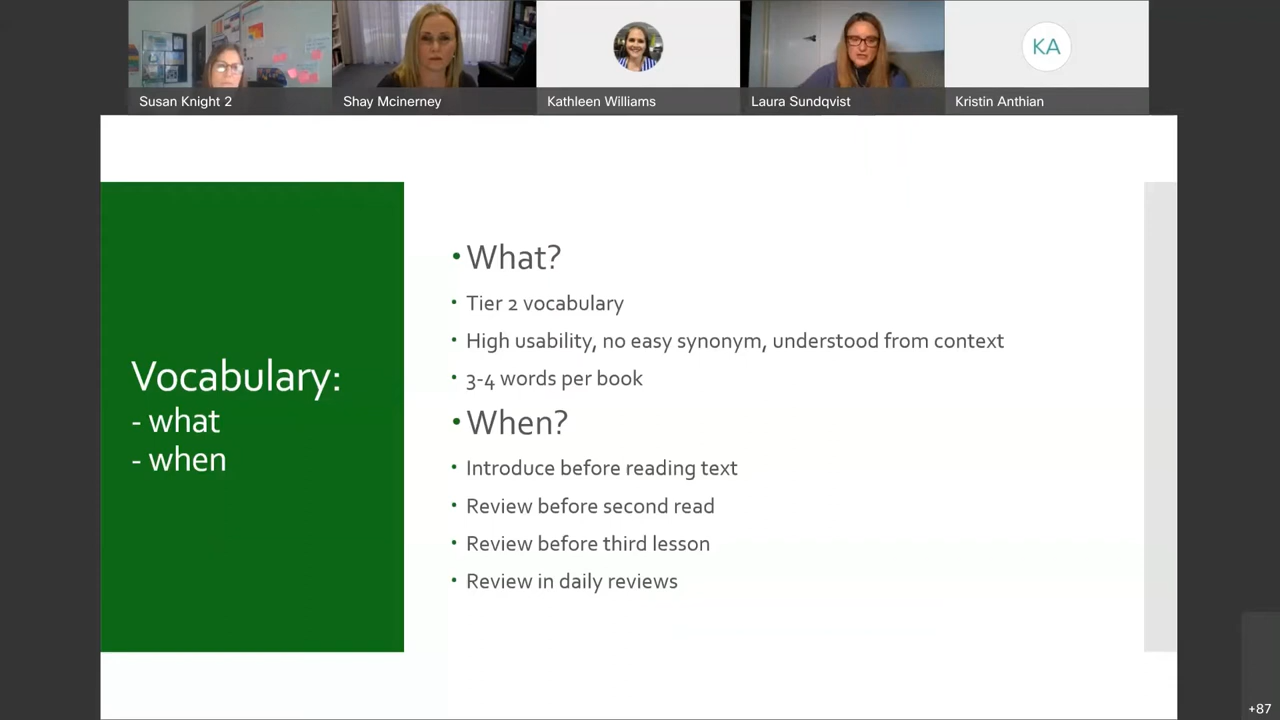 Susan Knight 2
Shay Mcinerney
Kathleen Williams
Laura Sundqvist
KA
Kristin Anthian
Vocabulary:
- what
- when
• What?
• Tier 2 vocabulary
• High usability, no easy synonym, understood from context
• 3-4 words per book
• When?
• Introduce before reading text
• Review before second read
• Review before third lesson
• Review in daily reviews
+87